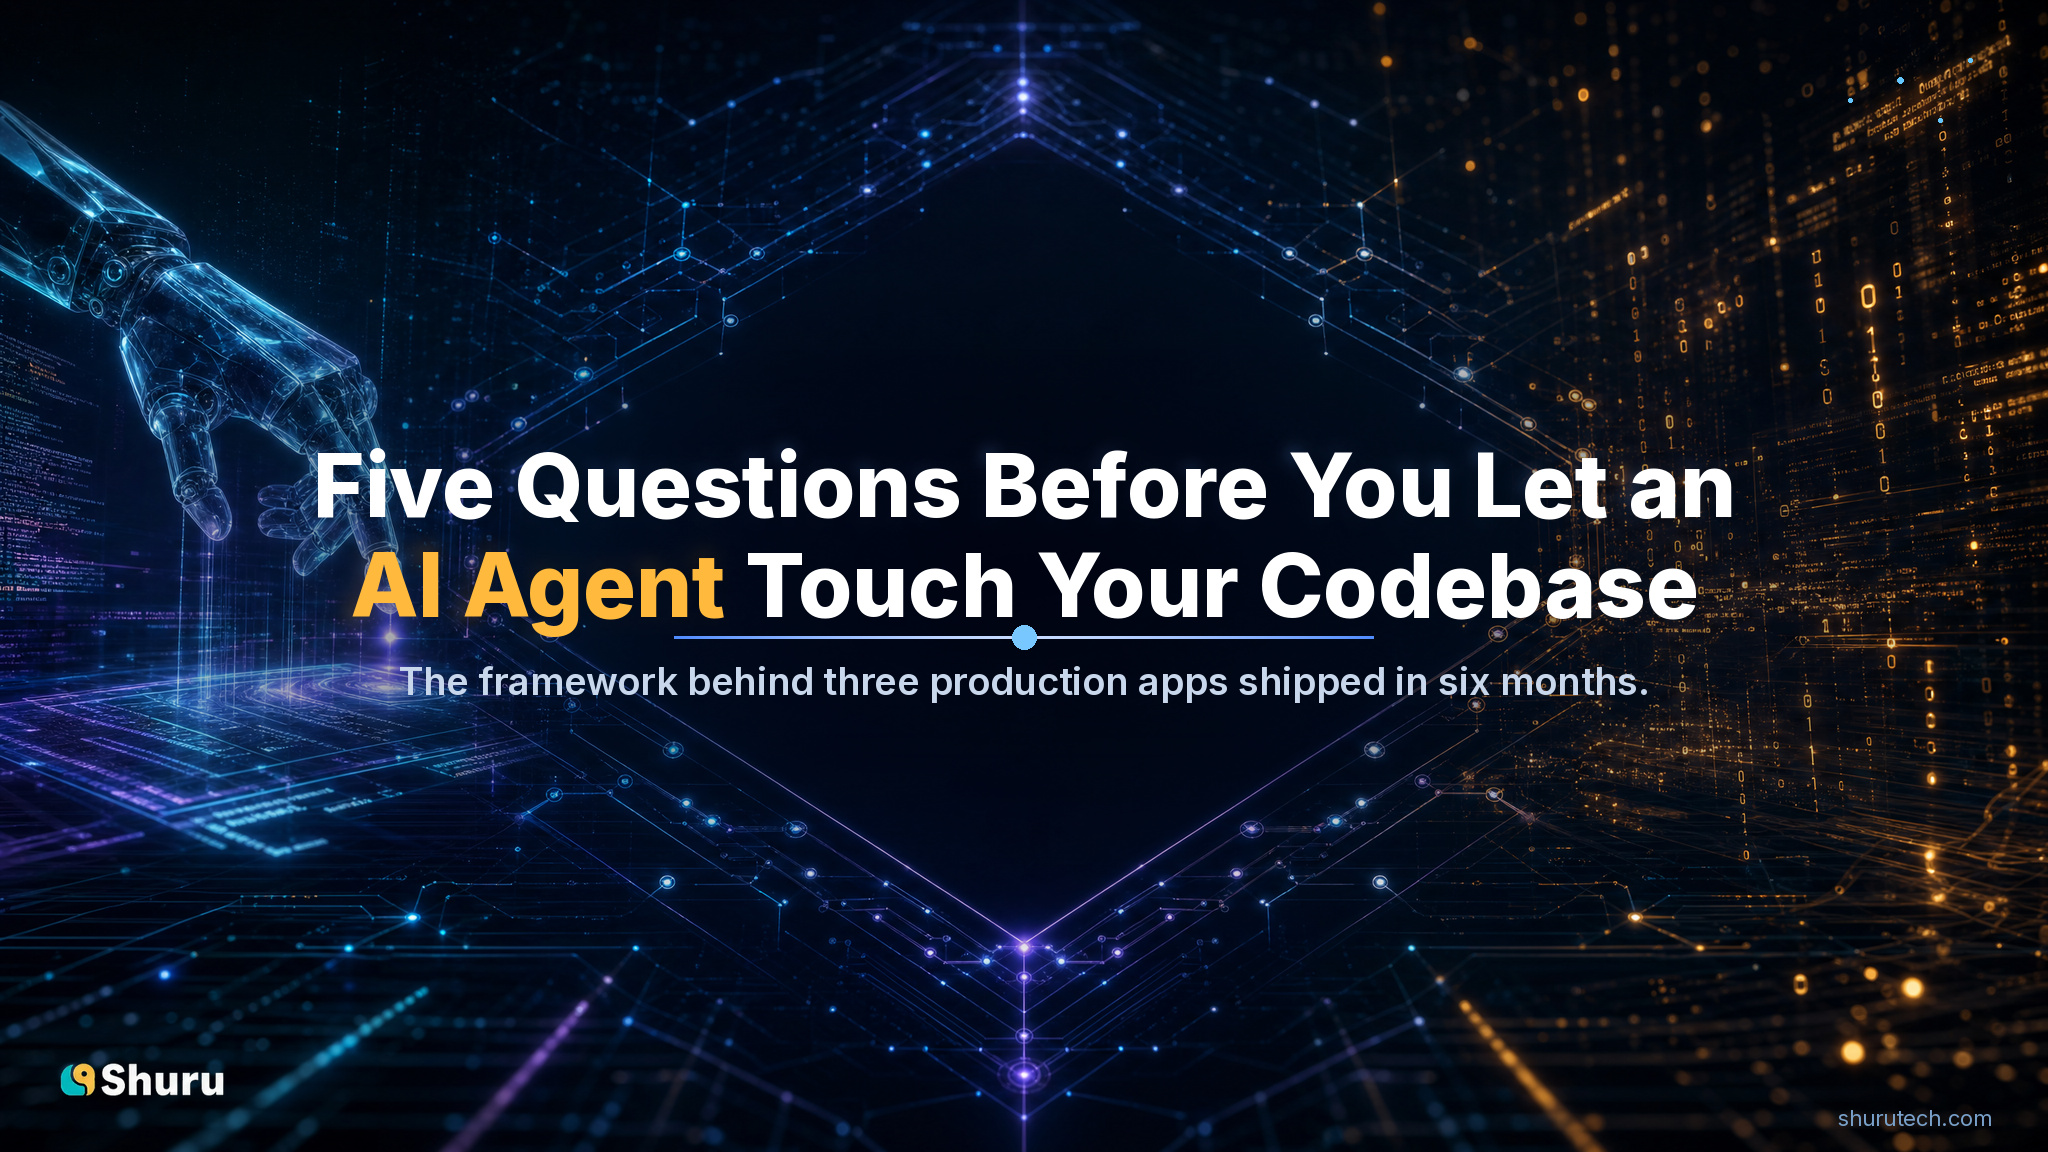 Five Questions Before You Let an
AI Agent Touch Your Codebase
The framework behind three production apps shipped in six months.
Shuru
shurutech.com